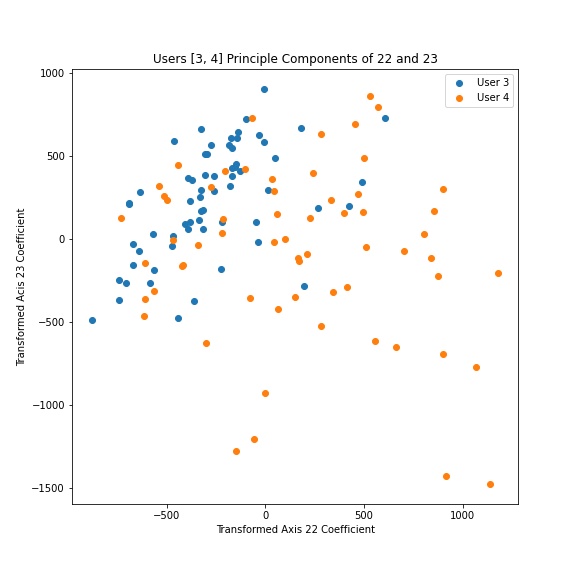 Users [3, 4] Principle Components of 22 and 23
User 3
User 4
1000
500
0
−500
−1000
−1500
Transformed Acis 23 Coefficient
−500
0
500
1000
Transformed Axis 22 Coefficient